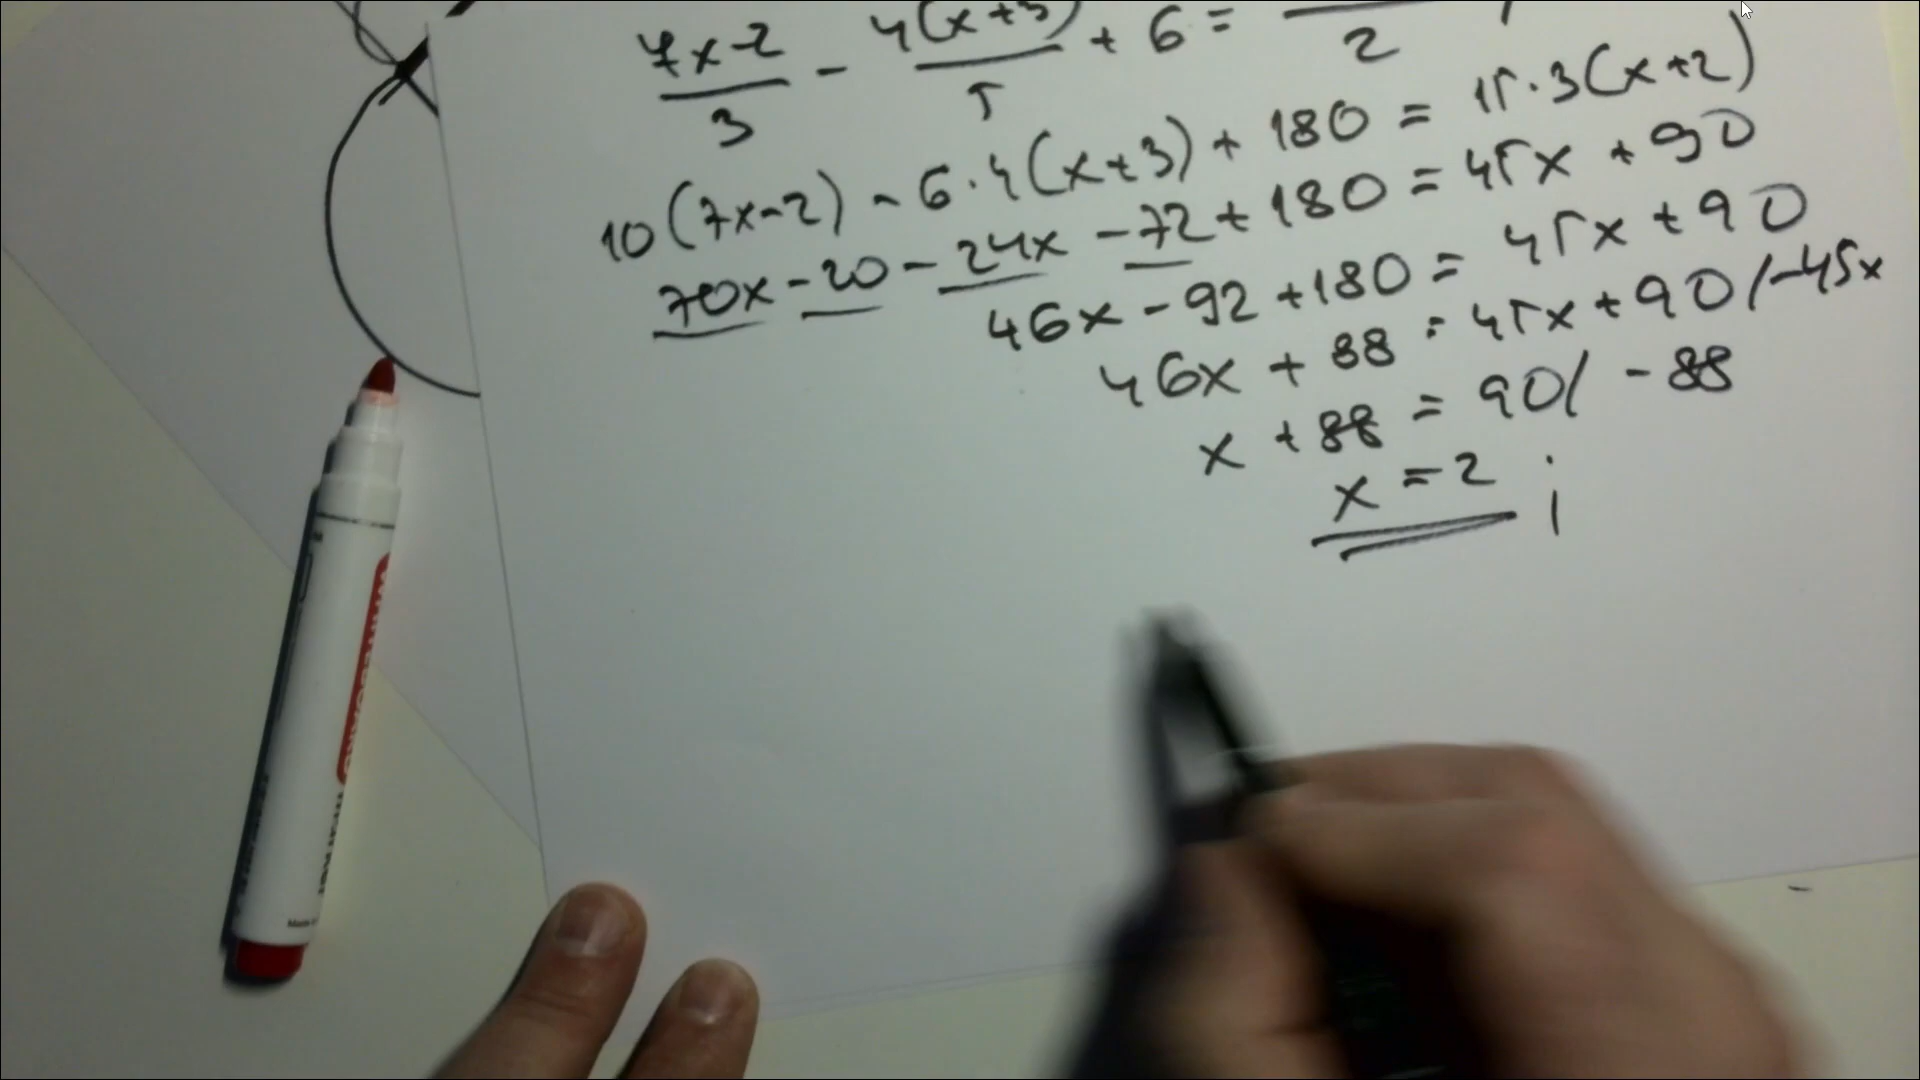 7x-2/3 - 4(x+3)/5 + 6 = /2
10(7x-2) - 6·4(x+3) + 180 = 15·3(x+2)
70x - 20 - 24x - 72 + 180 = 45x + 90
46x - 92 + 180 = 45x + 90
46x + 88 = 45x + 90 / -45x
x + 88 = 90 / - 88
x = 2